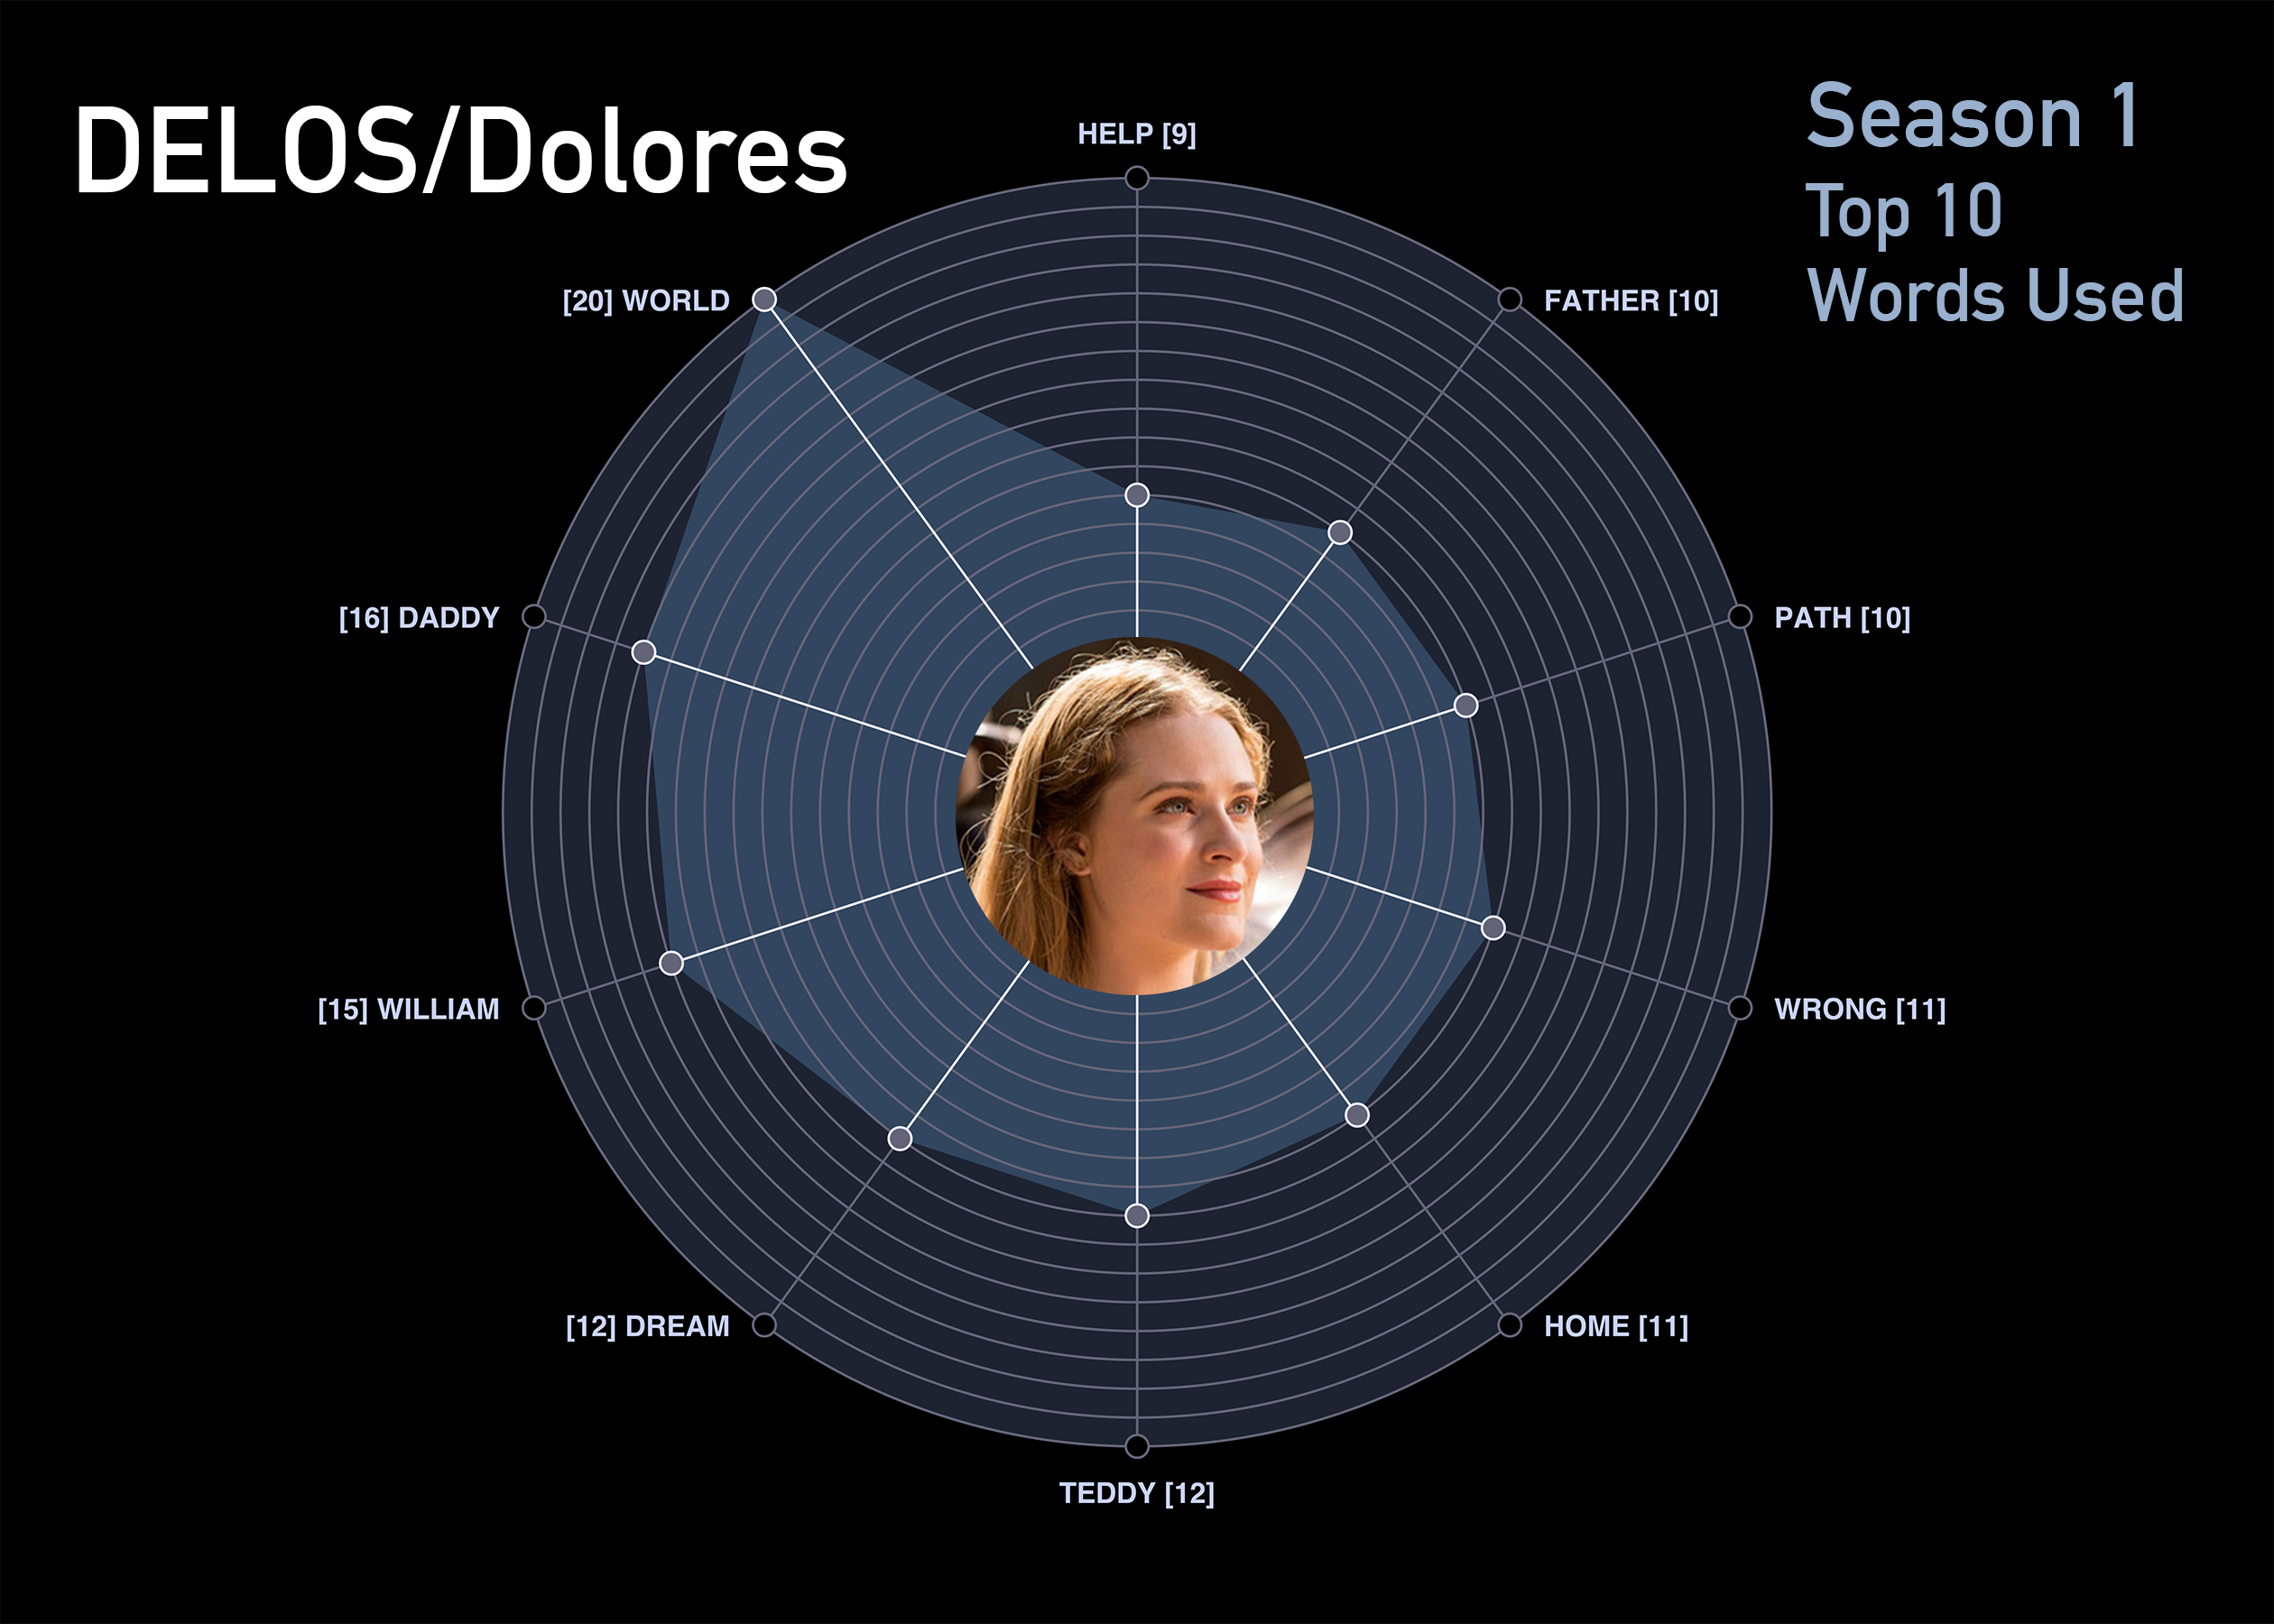 DELOS/Dolores
Season 1
Top 10
Words Used
HELP [9]
[20] WORLD
FATHER [10]
[16] DADDY
PATH [10]
[15] WILLIAM
WRONG [11]
[12] DREAM
HOME [11]
TEDDY [12]